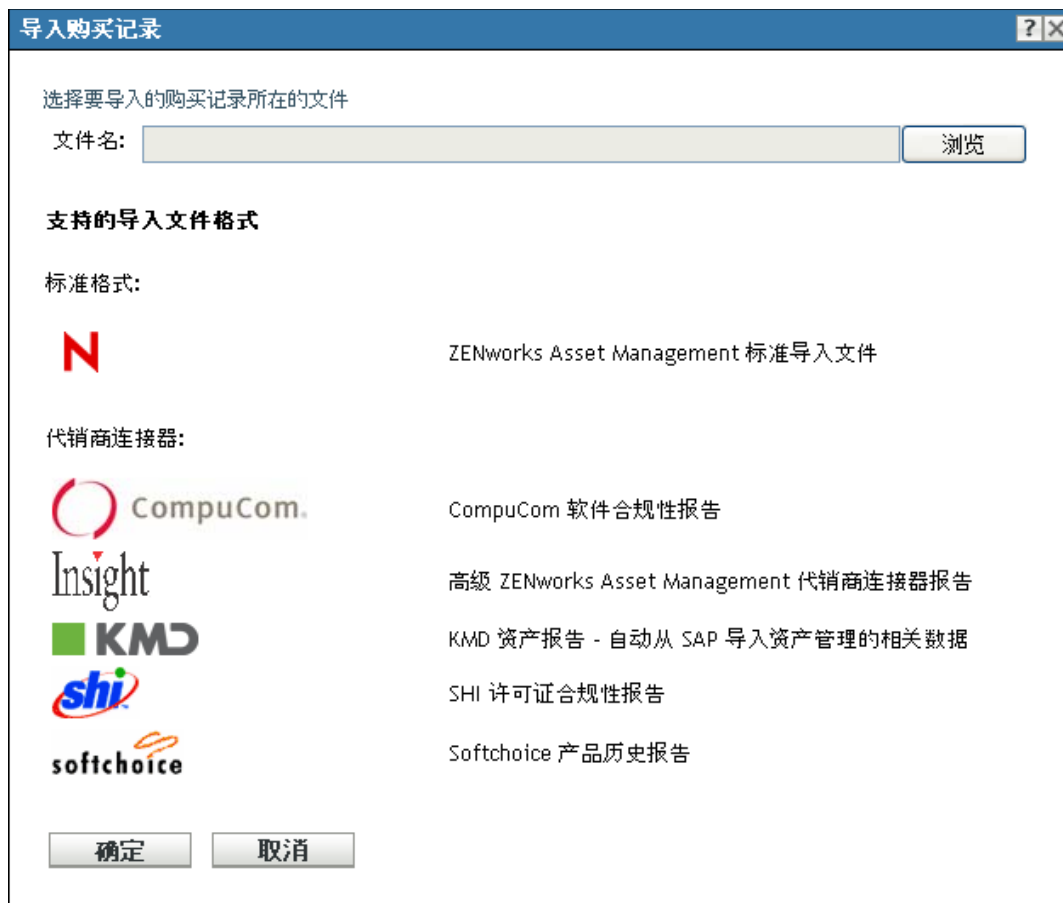 导入购买记录
?
选择要导入的购买记录所在的文件
文件名:
浏览
支持的导入文件格式
标准格式:
N
ZENworks Asset Management 标准导入文件
代销商连接器:
CompuCom.
CompuCom 软件合规性报告
Insight
高级 ZENworks Asset Management 代销商连接器报告
KMD
KMD 资产报告 - 自动从 SAP 导入资产管理的相关数据
shi
SHI 许可证合规性报告
softchoice
Softchoice 产品历史报告
确定 取消